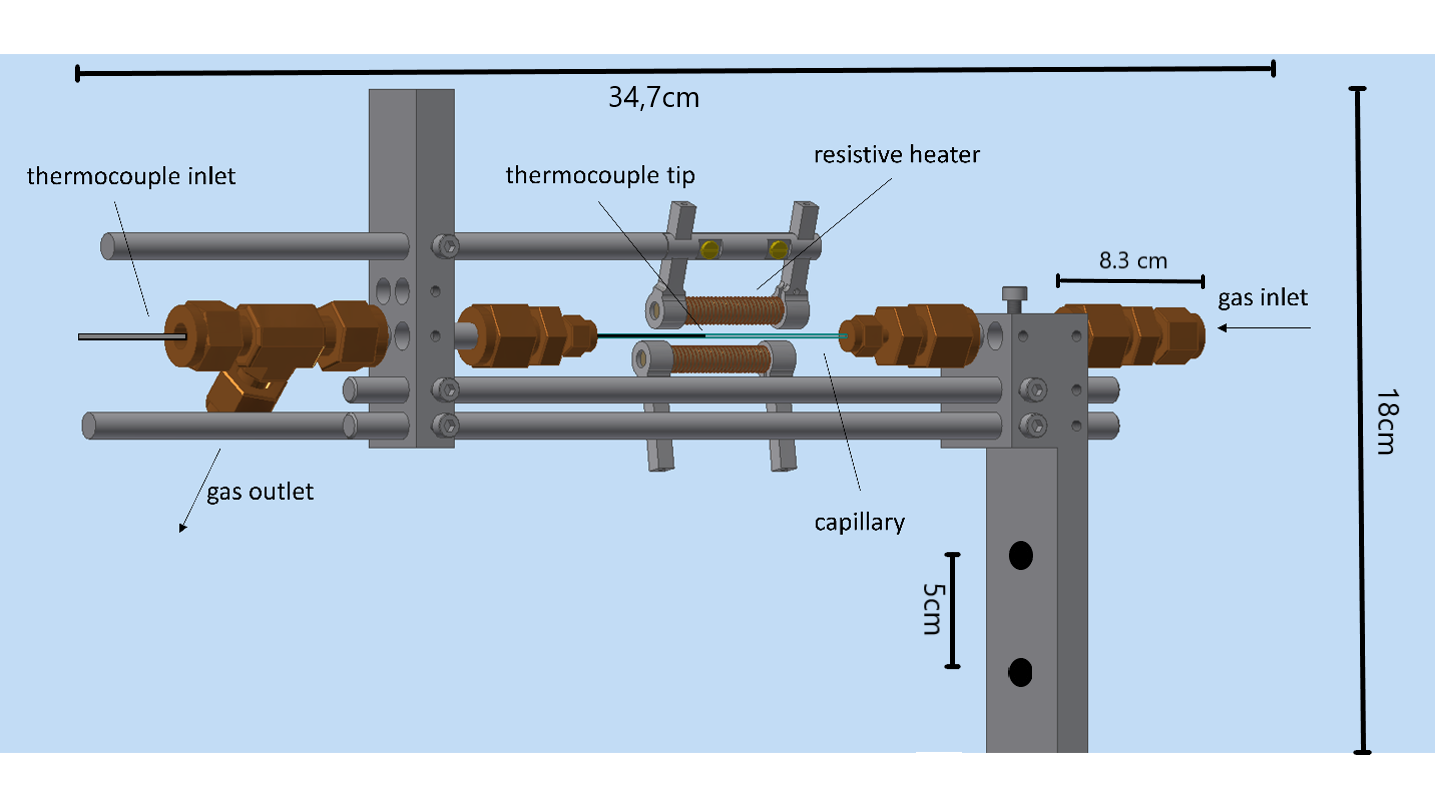 34,7cm
resistive heater
thermocouple inlet
thermocouple tip
8.3 cm
gas inlet
18cm
gas outlet
capillary
5cm